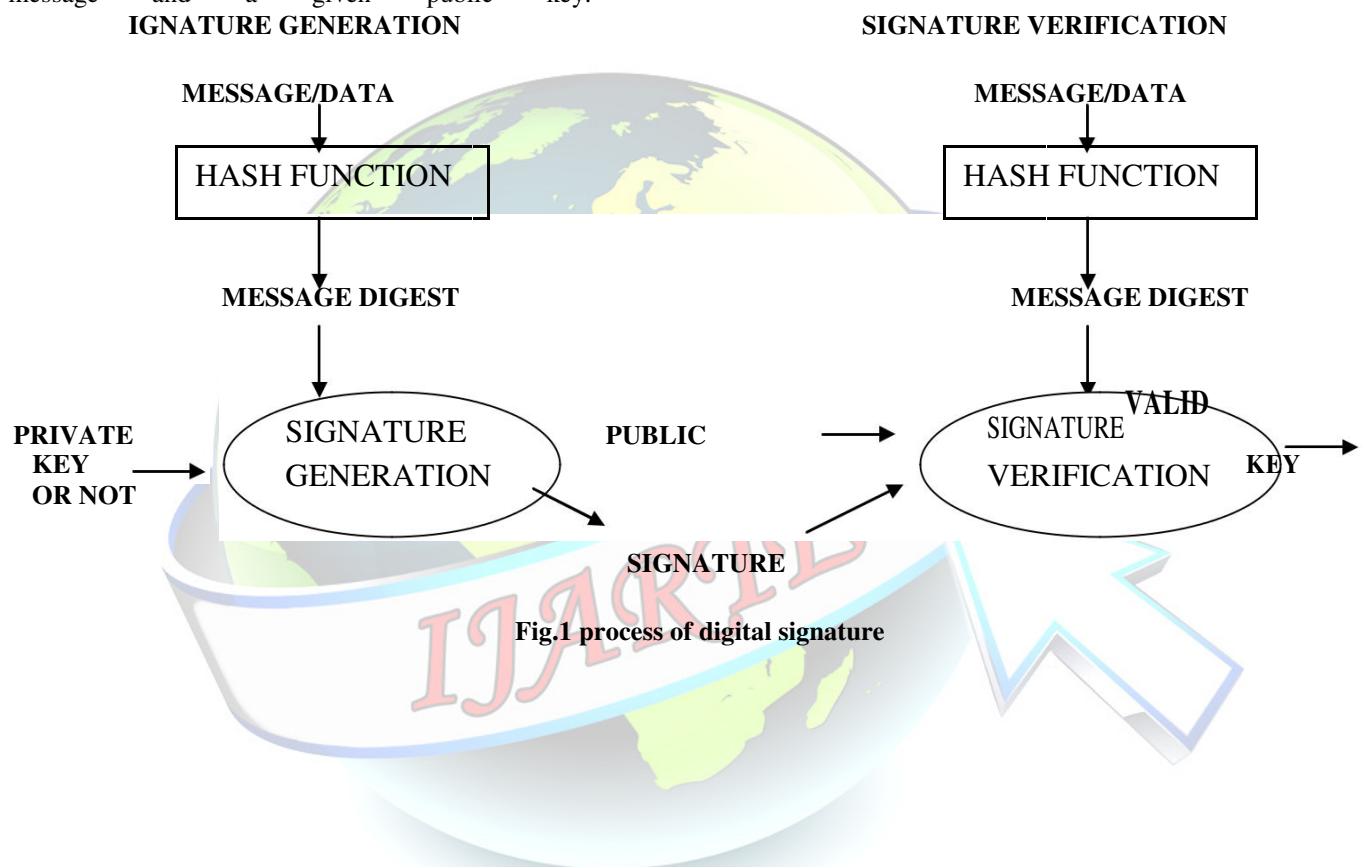 message and a given public key.
IGNATURE GENERATION SIGNATURE VERIFICATION
MESSAGE/DATA MESSAGE/DATA
HASH FUNCTION HASH FUNCTION
MESSAGE DIGEST MESSAGE DIGEST
VALID
PRIVATE SIGNATURE PUBLIC SIGNATURE
KEY GENERATION VERIFICATION KEY
OR NOT
SIGNATURE
Fig.1 process of digital signature